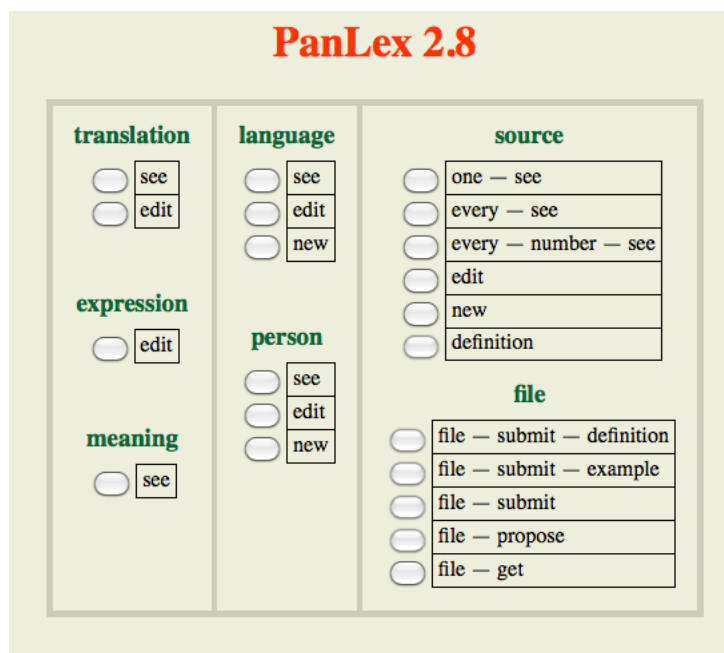 PanLex 2.8
translation
see
edit
expression
edit
meaning
see
language
see
edit
new
person
see
edit
new
source
one — see
every — see
every — number — see
edit
new
definition
file
file — submit — definition
file — submit — example
file — submit
file — propose
file — get